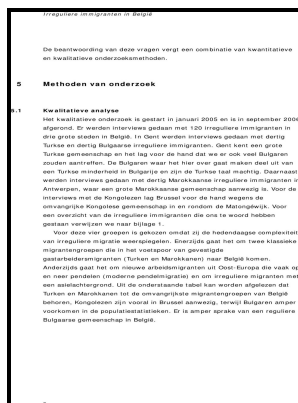 Irreguliere immigranten in België
De beantwoording van deze vragen vergt een combinatie van kwantitatieve
en kwalitatieve onderzoeksmethoden.
5 Methoden van onderzoek
5.1 Kwalitatieve analyse
Het kwalitatieve onderzoek is gestart in januari 2005 en is in september 2006
afgerond. Er werden interviews gedaan met 120 irreguliere immigranten in
drie grote steden in België. In Gent werden interviews gedaan met dertig
Turkse en dertig Bulgaarse irreguliere immigranten. Gent kent een grote
Turkse gemeenschap en het lag voor de hand dat we er ook veel Bulgaren
zouden aantreffen. De Bulgaren waar het hier over gaat maken deel uit van
een Turkse minderheid in Bulgarije en zijn de Turkse taal machtig. Daarnaast
werden interviews gedaan met dertig Marokkaanse irreguliere immigranten in
Antwerpen, waar een grote Marokkaanse gemeenschap aanwezig is. Voor de
interviews met de Kongolezen lag Brussel voor de hand wegens de
omvangrijke Kongolese gemeenschap in en rondom de Matongéwijk. Voor
een overzicht van de irreguliere immigranten die ons te woord hebben
gestaan verwijzen we naar bijlage 1.
Voor deze vier groepen is gekozen omdat zij de hedendaagse complexiteit
van irreguliere migratie weerspiegelen. Enerzijds gaat het om twee klassieke
migrantengroepen die in het voetspoor van gevestigde
gastarbeidersmigranten (Turken en Marokkanen) naar België komen.
Anderzijds gaat het om nieuwe arbeidsmigranten uit Oost-Europa die vaak op
en neer pendelen (moderne pendelmigratie) en om irreguliere migranten met
een asielachtergrond. Uit de onderstaande tabel kan worden afgelezen dat
Turken en Marokkanen tot de omvangrijkste migrantengroepen van België
behoren, Kongolezen zijn vooral in Brussel aanwezig, terwijl Bulgaren amper
voorkomen in de populatiestatistieken. Er is amper sprake van een reguliere
Bulgaarse gemeenschap in België.